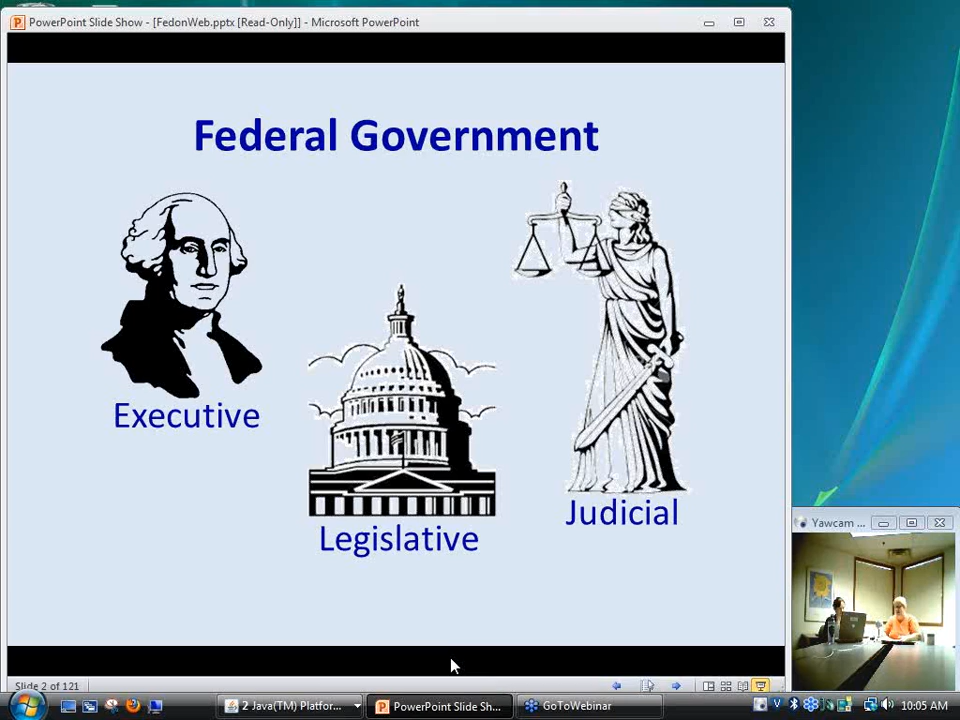 PowerPoint Slide Show - [FedonWeb.pptx [Read-Only]] - Microsoft PowerPoint
Federal Government
Executive
Legislative
Judicial
Yawcam ...
Slide 2 of 121
2 Java(TM) Platfor...
PowerPoint Slide Sh...
GoToWebinar
10:05 AM